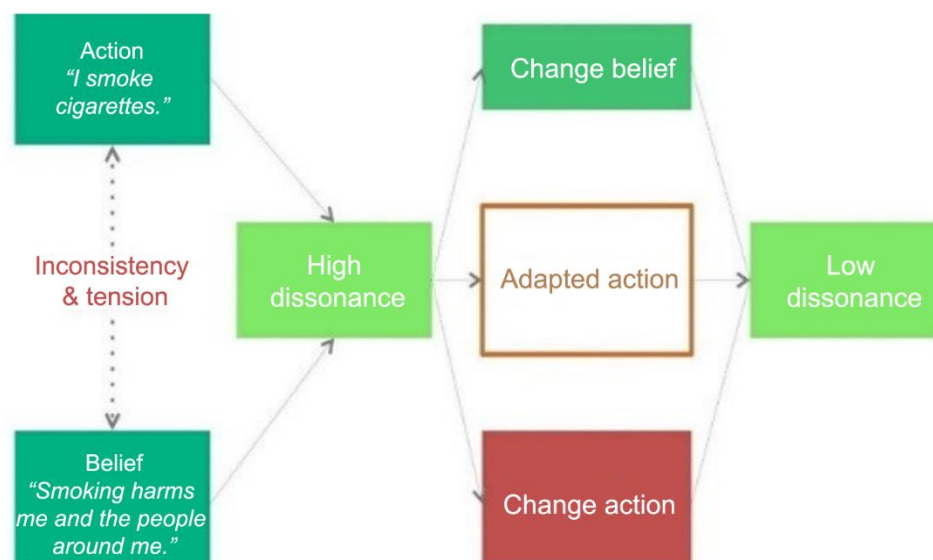 Action
“I smoke
cigarettes.”
Inconsistency
& tension
Belief
“Smoking harms
me and the people
around me.”
High
dissonance
Change belief
Adapted action
Change action
Low
dissonance